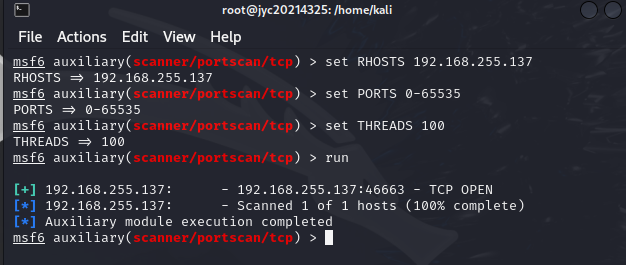 root@jyc20214325: /home/kali
File Actions Edit View Help
msf6 auxiliary(scanner/portscan/tcp) > set RHOSTS 192.168.255.137
RHOSTS => 192.168.255.137
msf6 auxiliary(scanner/portscan/tcp) > set PORTS 0-65535
PORTS => 0-65535
msf6 auxiliary(scanner/portscan/tcp) > set THREADS 100
THREADS => 100
msf6 auxiliary(scanner/portscan/tcp) > run
[+] 192.168.255.137: - 192.168.255.137:46663 - TCP OPEN
[*] 192.168.255.137: - Scanned 1 of 1 hosts (100% complete)
[*] Auxiliary module execution completed
msf6 auxiliary(scanner/portscan/tcp) >